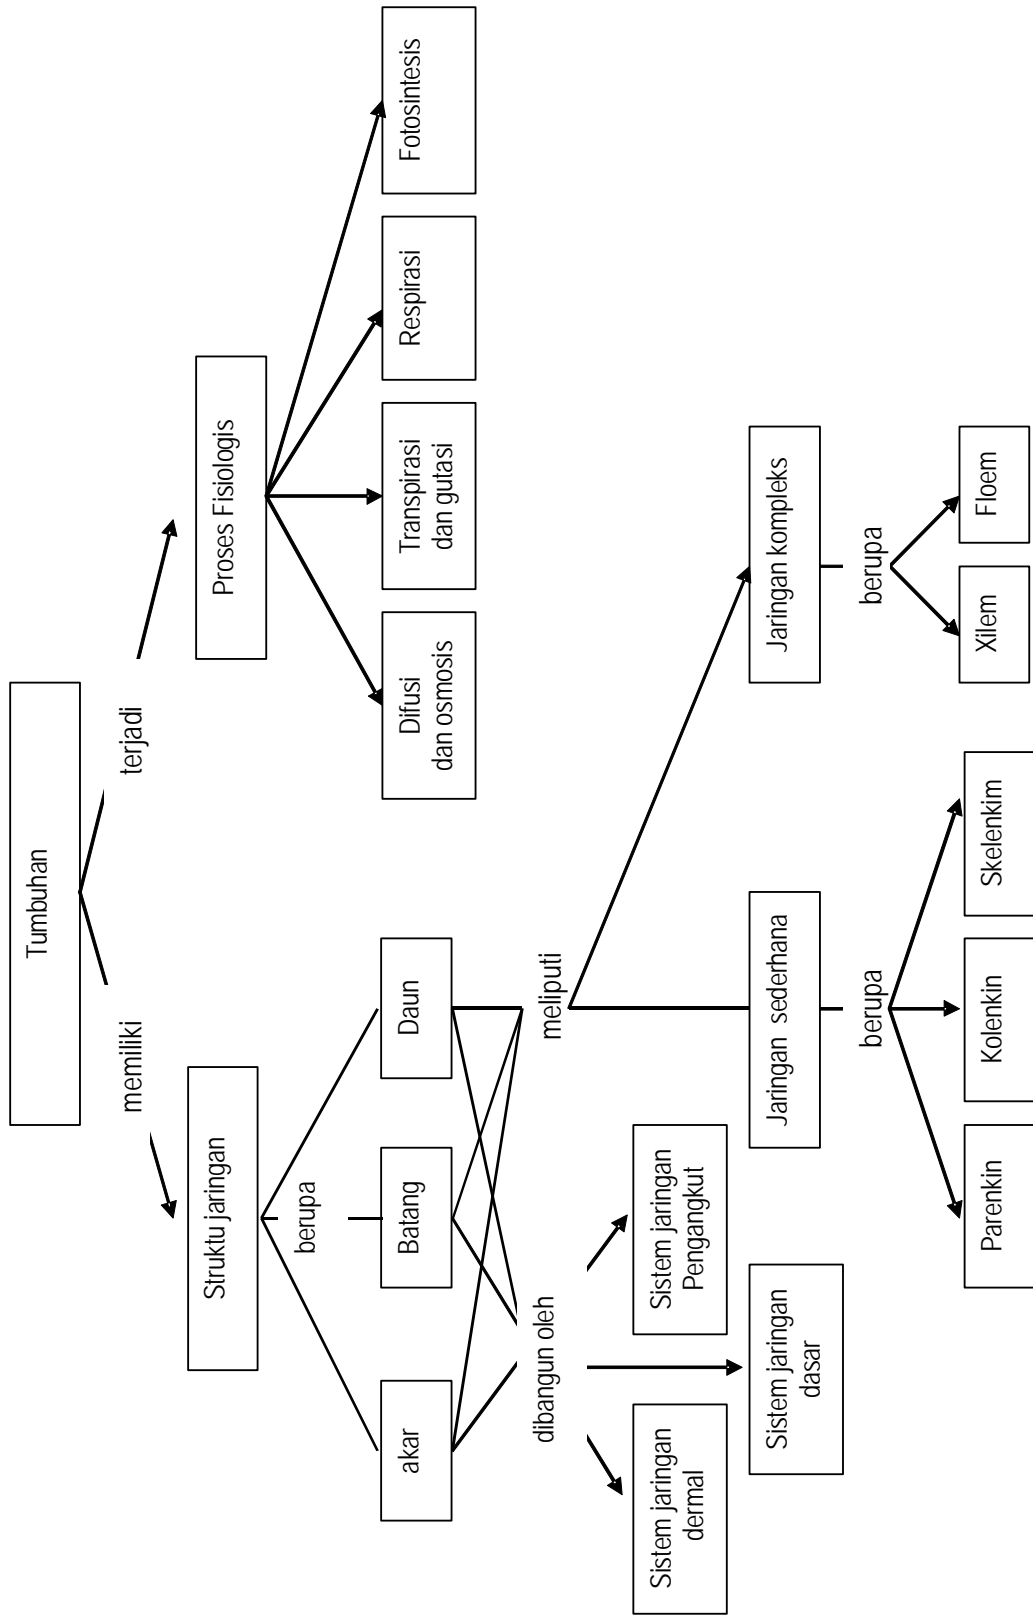 Tumbuhan
memiliki
terjadi
Struktu jaringan
Proses Fisiologis
berupa
akar
Batang
Daun
Difusi
dan osmosis
Transpirasi
dan gutasi
Respirasi
Fotosintesis
dibangun oleh
meliputi
Sistem jaringan
dermal
Sistem jaringan
Pengangkut
Sistem jaringan
dasar
Jaringan sederhana
Jaringan kompleks
berupa
berupa
Parenkin
Kolenkin
Skelenkim
Xilem
Floem